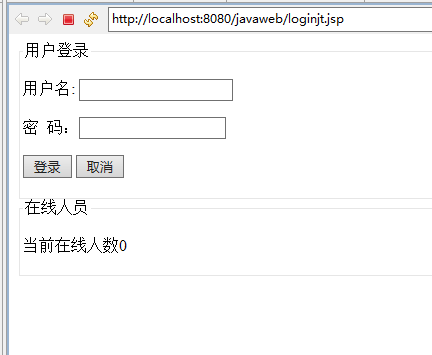 http://localhost:8080/javaweb/loginjt.jsp
用户登录
用户名:
密 码：
登录 取消
在线人员
当前在线人数0